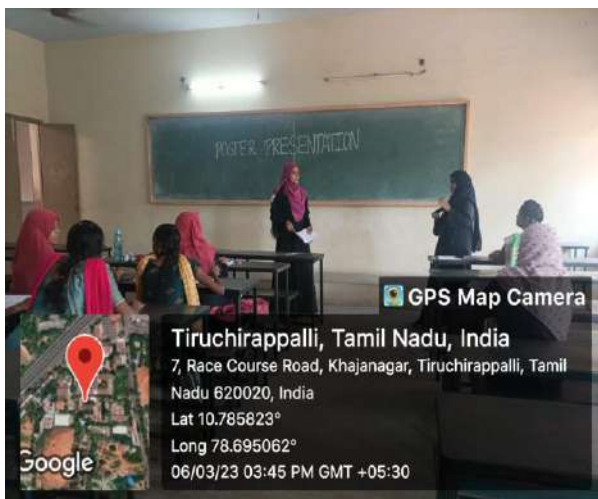 POSTER PRESENTATION
GPS Map Camera
Tiruchirappalli, Tamil Nadu, India
7, Race Course Road, Khajanagar, Tiruchirappalli, Tamil
Nadu 620020, India
Lat 10.785823°
Long 78.695062°
06/03/23 03:45 PM GMT +05:30
Google